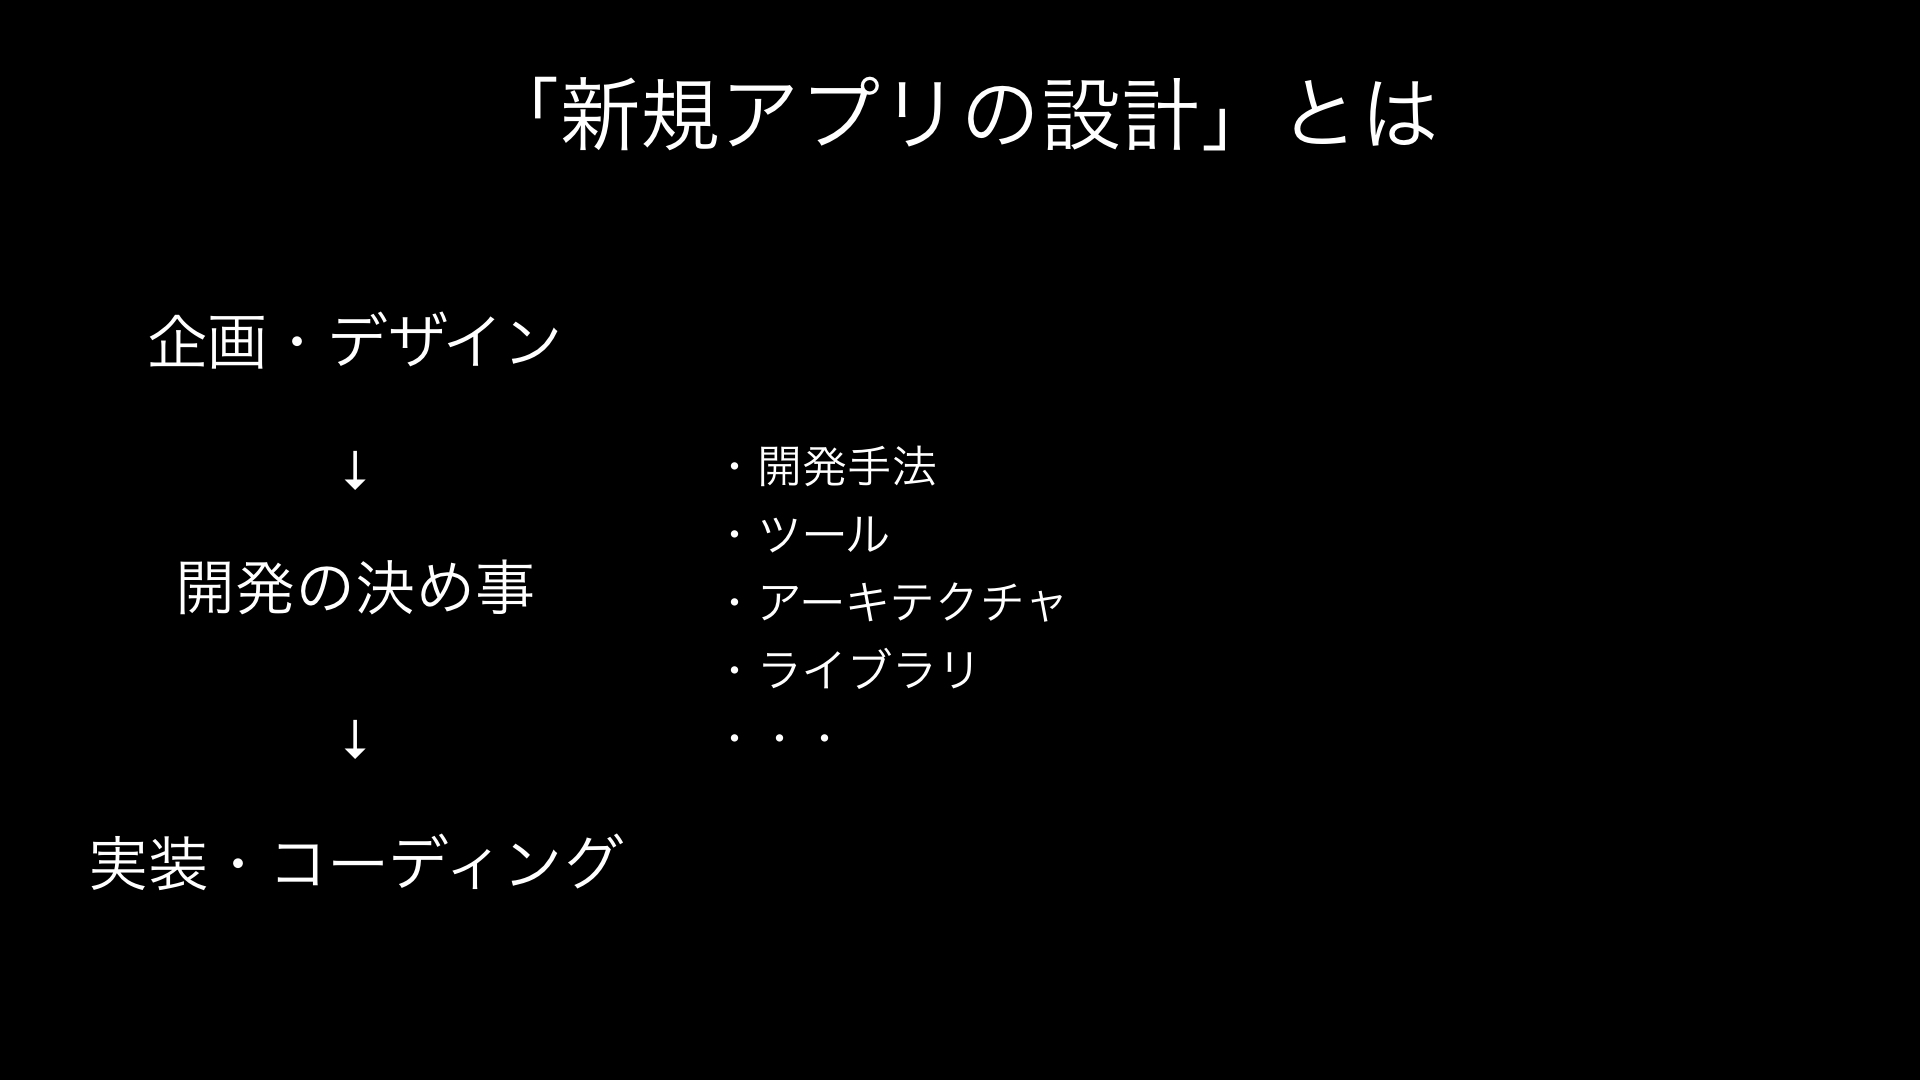 「新規アプリの設計」とは
企画・デザイン
↓
開発の決め事
↓
実装・コーディング
・開発手法
・ツール
・アーキテクチャ
・ライブラリ
・・・